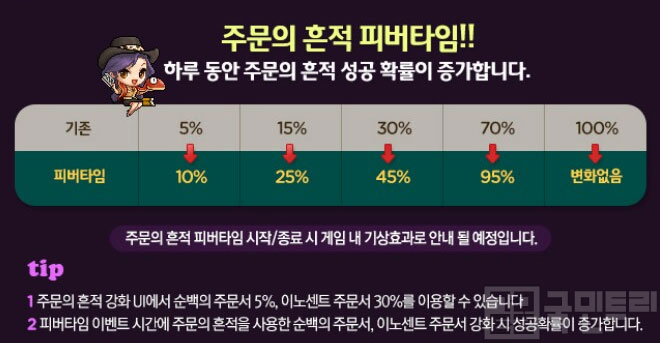 주문의 흔적 피버타임!!
하루 동안 주문의 흔적 성공 확률이 증가합니다.
기존 5% 15% 30% 70% 100%
피버타임 10% 25% 45% 95% 변화없음
주문의 흔적 피버타임 시작/종료 시 게임 내 기상효과로 안내 될 예정입니다.
tip
1 주문의 흔적 강화 UI에서 순백의 주문서 5%, 이노센트 주문서 30%를 이용할 수 있습니다
2 피버타임 이벤트 시간에 주문의 흔적을 사용한 순백의 주문서, 이노센트 주문서 강화 시 성공확률이 증가합니다.
국민트리